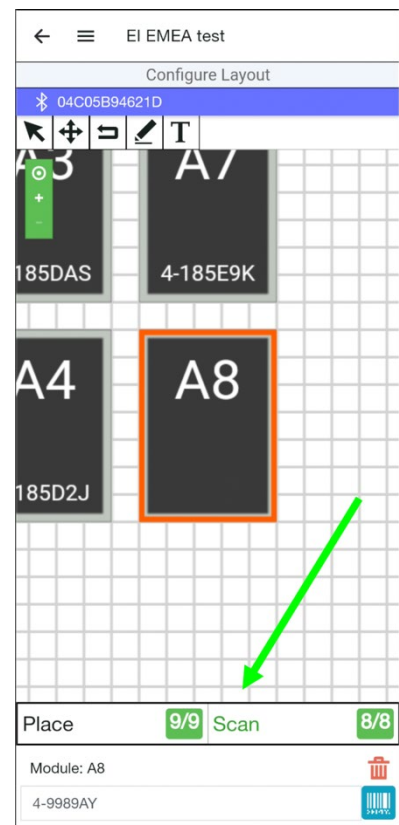 EI EMEA test
Configure Layout
04C05B94621D
T
A3 A7
185DAS 4-185E9K
A4 A8
185D2J
Place 9/9 Scan 8/8
Module: A8
4-9989AY